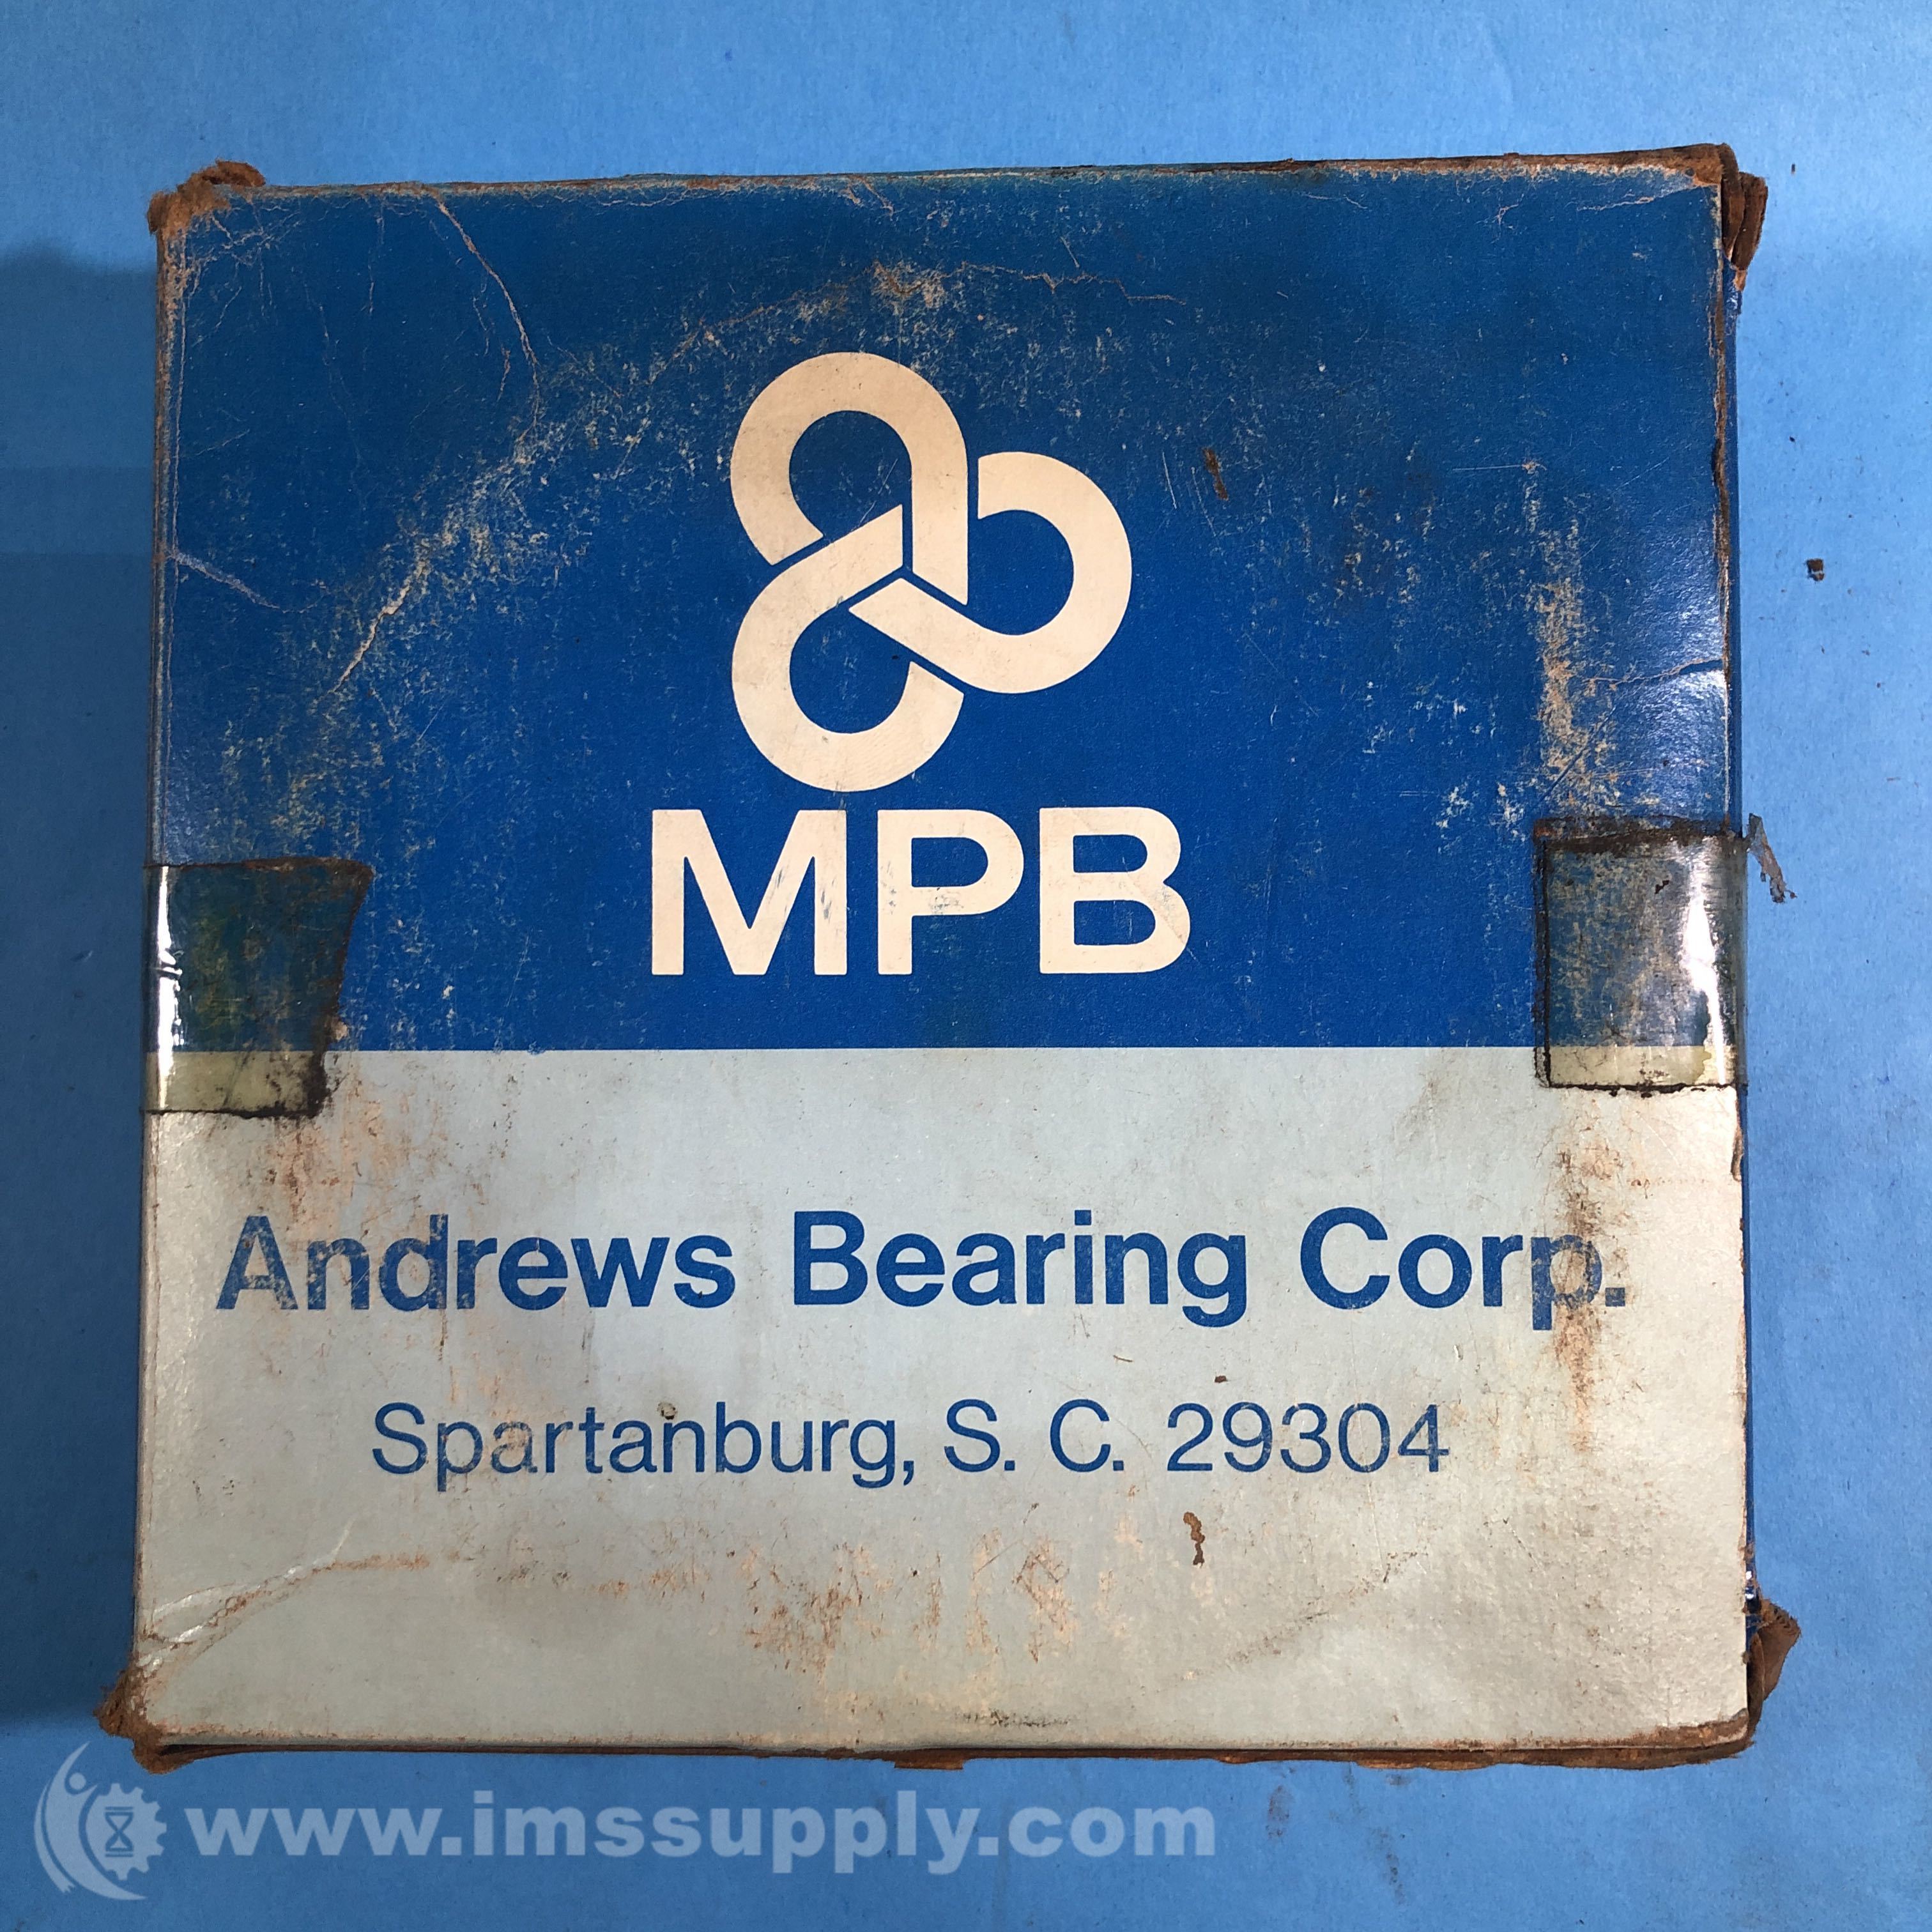 MPB
Andrews Bearing Corp.
Spartanburg, S. C. 29304
www.imssupply.com